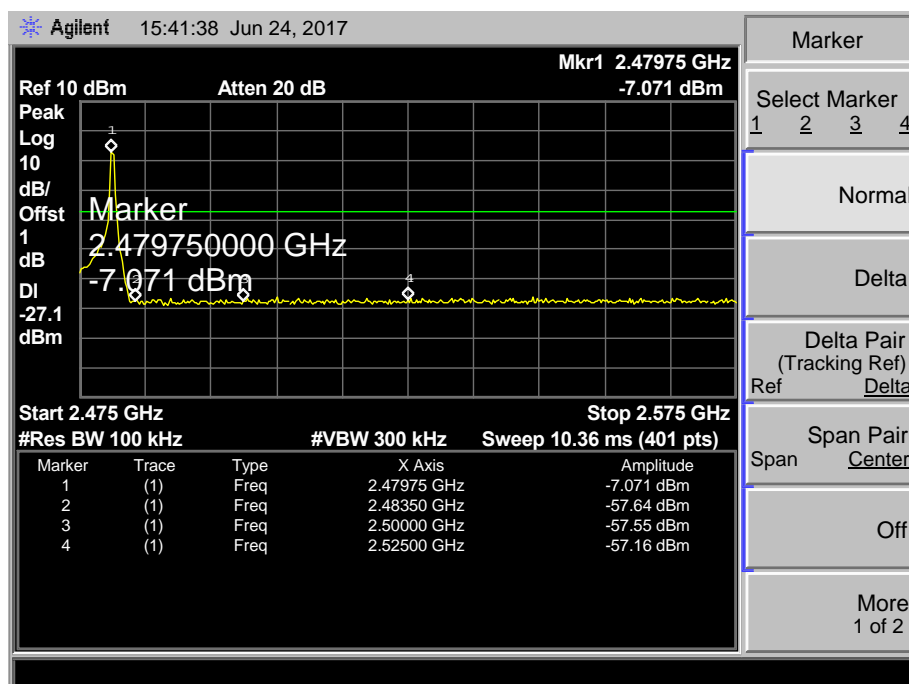 Agilent 15:41:38 Jun 24, 2017
Mkr1 2.47975 GHz
Ref 10 dBm Atten 20 dB -7.071 dBm
Peak
Log
10
dB/
Offst
1
dB
DI
-27.1
dBm
1
2
3
4
Marker
2.479750000 GHz
-7.071 dBm
Start 2.475 GHz Stop 2.575 GHz
#Res BW 100 kHz #VBW 300 kHz Sweep 10.36 ms (401 pts)
Marker Trace Type X Axis Amplitude
1 (1) Freq 2.47975 GHz -7.071 dBm
2 (1) Freq 2.48350 GHz -57.64 dBm
3 (1) Freq 2.50000 GHz -57.55 dBm
4 (1) Freq 2.52500 GHz -57.16 dBm
Marker
Select Marker
1 2 3 4
Normal
Delta
Delta Pair
(Tracking Ref)
Ref Delta
Span Pair
Span Center
Off
More
1 of 2